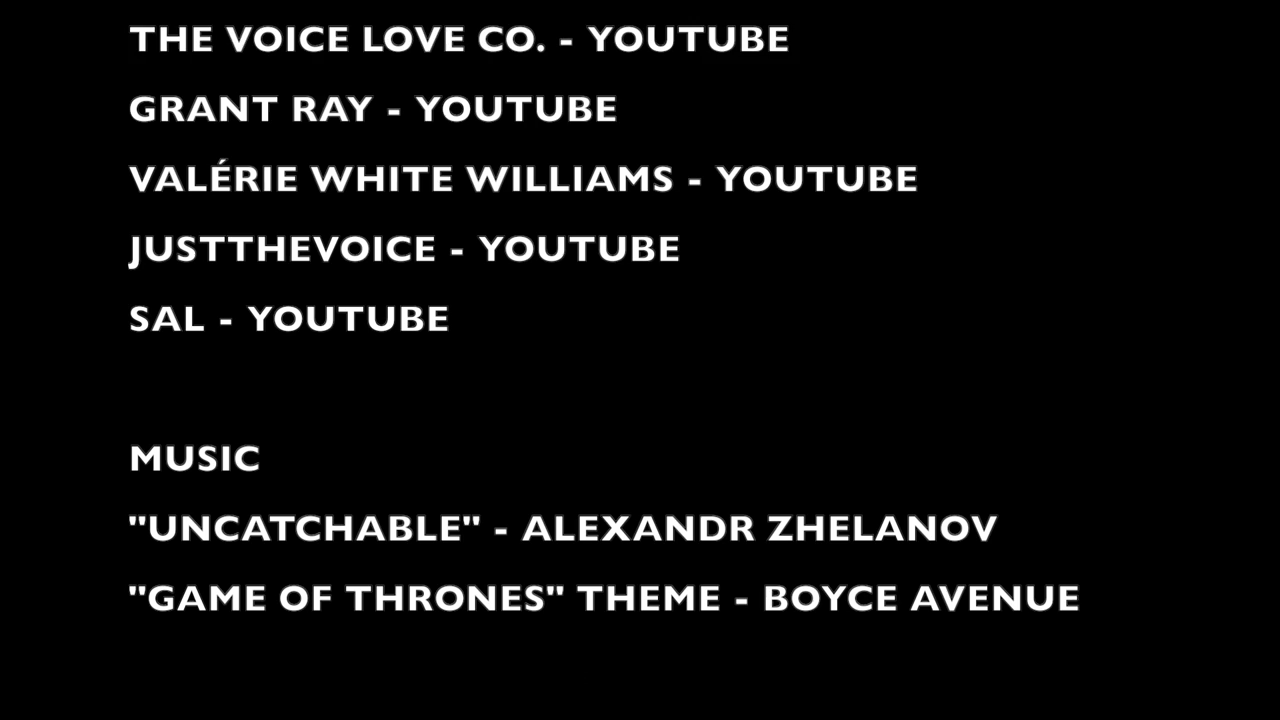 THE VOICE LOVE CO. - YOUTUBE
GRANT RAY - YOUTUBE
VALÉRIE WHITE WILLIAMS - YOUTUBE
JUSTTHEVOICE - YOUTUBE
SAL - YOUTUBE
MUSIC
"UNCATCHABLE" - ALEXANDR ZHELANOV
"GAME OF THRONES" THEME - BOYCE AVENUE